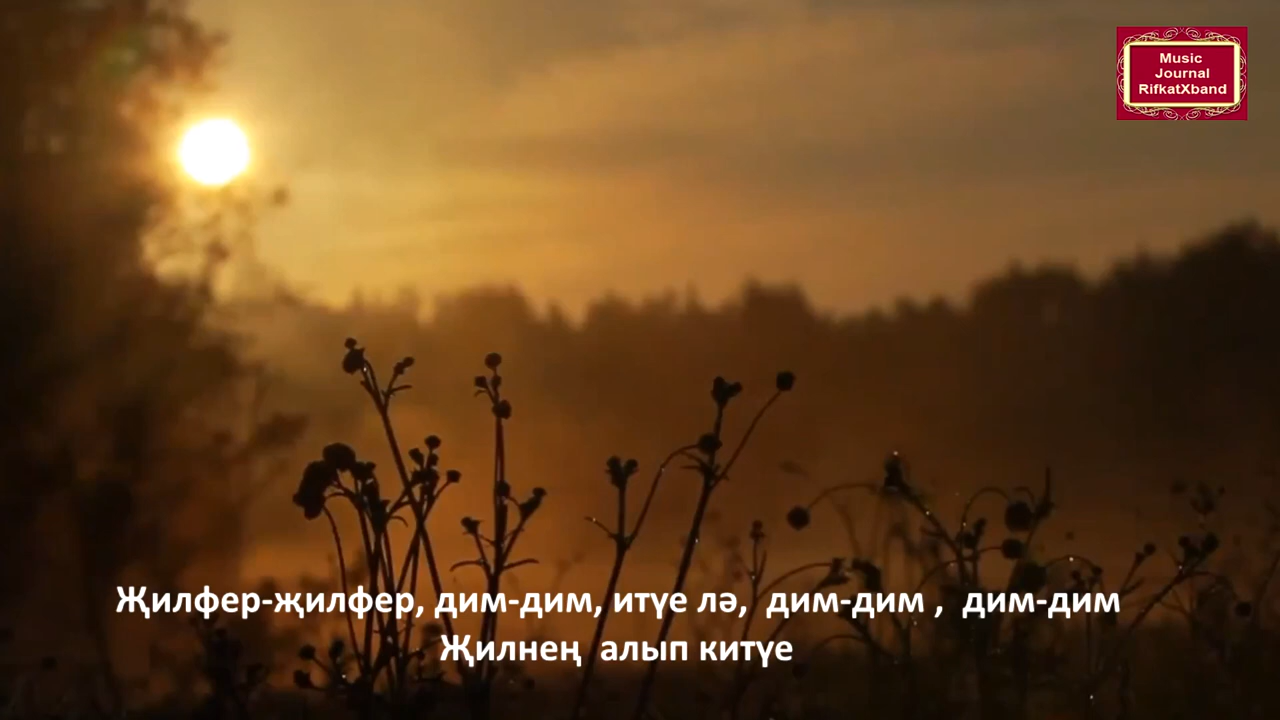 Music
Journal
RifkatXband
Җилфер-җилфер, дим-дим, итүе лә,  дим-дим ,  дим-дим
Җилнең  алып китүе